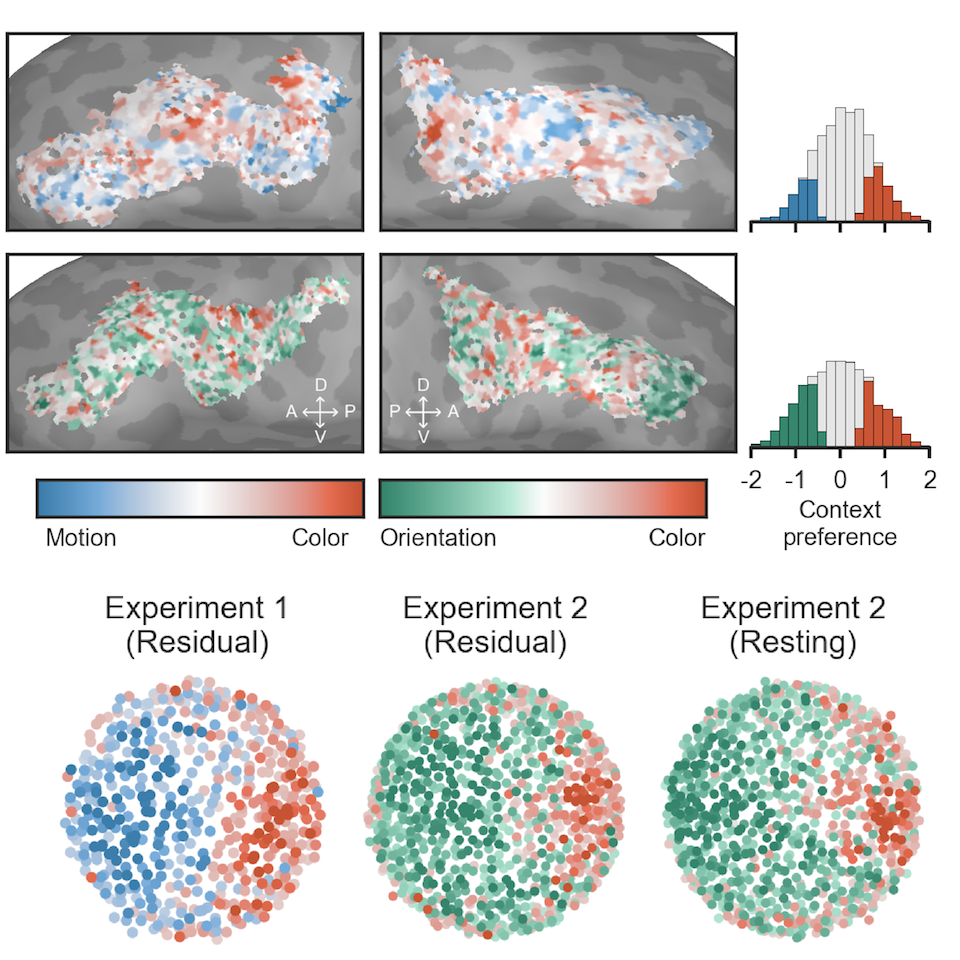 D
A P
V
D
P A
V
Motion Color
Orientation Color
-2 -1 0 1 2
Context
preference
Experiment 1
(Residual)
Experiment 2
(Residual)
Experiment 2
(Resting)